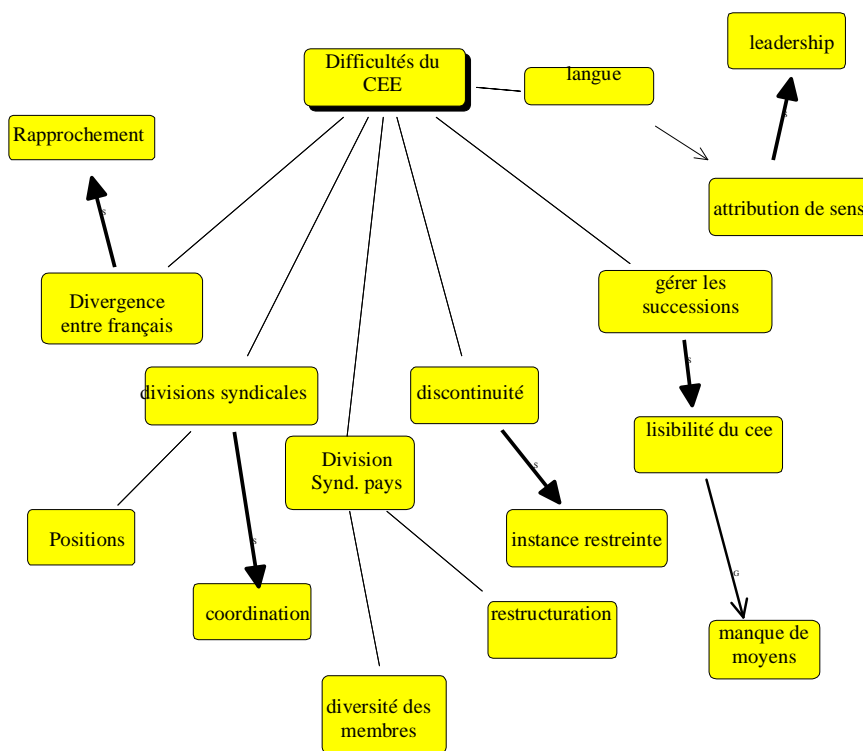 leadership
Difficultés du
CEE
langue
Rapprochement
s
s
attribution de sens
Divergence
entre français
gérer les
successions
s
divisions syndicales
discontinuité
lisibilité du cee
Division
Synd. pays
s
Positions
s
instance restreinte
G
coordination
restructuration
manque de
moyens
diversité des
membres